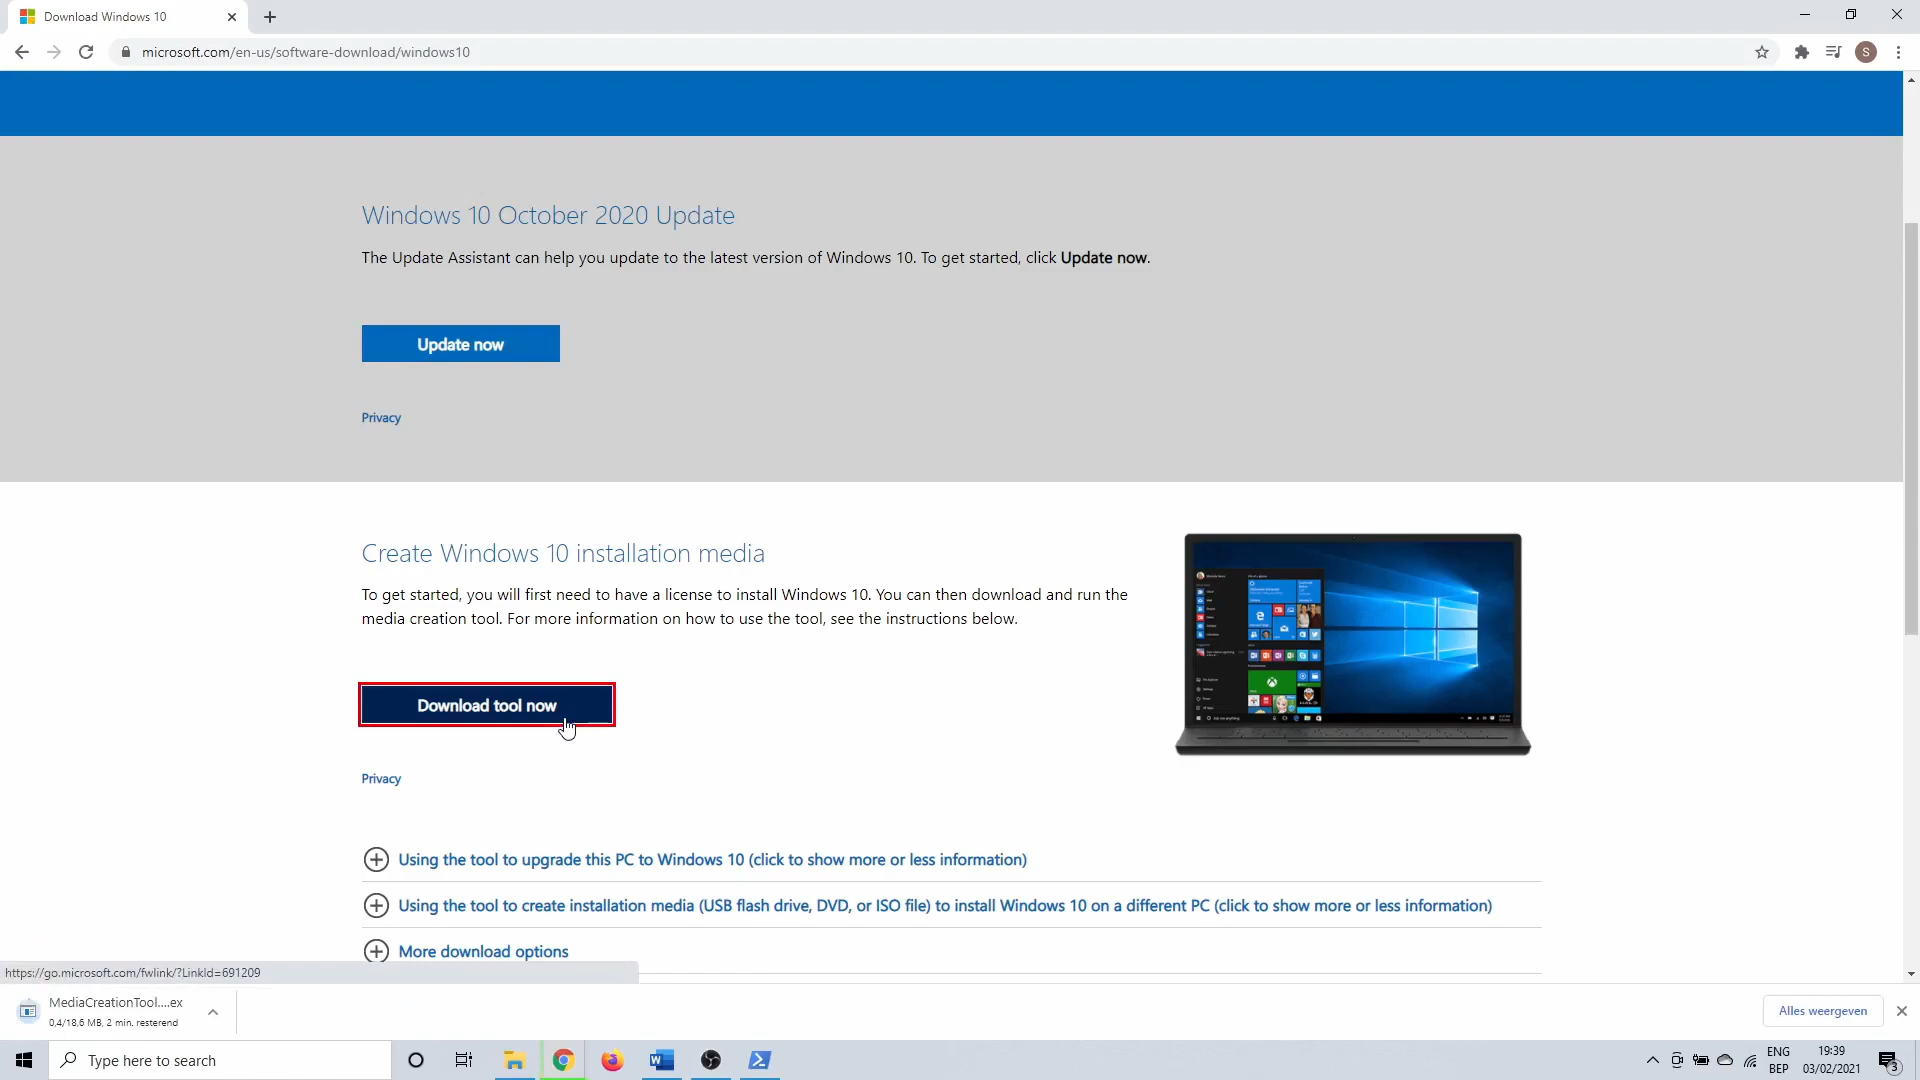 Download Windows 10
microsoft.com/en-us/software-download/windows10
S
Windows 10 October 2020 Update
The Update Assistant can help you update to the latest version of Windows 10. To get started, click Update now.
Update now
Privacy
Create Windows 10 installation media
To get started, you will first need to have a license to install Windows 10. You can then download and run the
media creation tool. For more information on how to use the tool, see the instructions below.
Download tool now
Privacy
Using the tool to upgrade this PC to Windows 10 (click to show more or less information)
Using the tool to create installation media (USB flash drive, DVD, or ISO file) to install Windows 10 on a different PC (click to show more or less information)
More download options
https://go.microsoft.com/fwlink/?LinkId=691209
MediaCreationTool....ex
0,4/18,6 MB, 2 min. resterend
Alles weergeven
Type here to search
ENG
BEP
19:39
03/02/2021
3